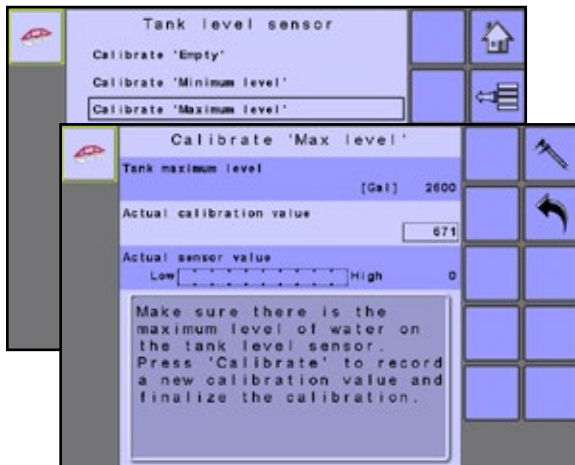 Tank level sensor
Calibrate 'Empty'
Calibrate 'Minimum level'
Calibrate 'Maximum level'
Calibrate 'Max level'
Tank maximum level
[Gal] 2600
Actual calibration value
671
Actual sensor value
Low High 0
Make sure there is the
maximum level of water on
the tank level sensor.
Press 'Calibrate' to record
a new calibration value and
finalize the calibration.